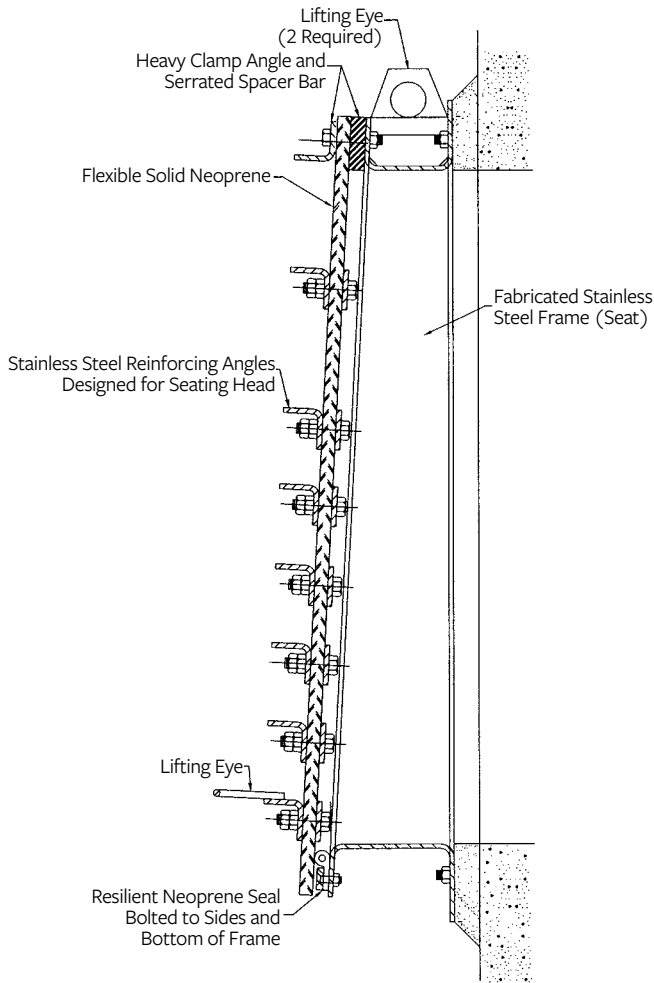 Lifting Eye
(2 Required)
Heavy Clamp Angle and
Serrated Spacer Bar
Flexible Solid Neoprene
Fabricated Stainless
Steel Frame (Seat)
Stainless Steel Reinforcing Angles
Designed for Seating Head
Lifting Eye
Resilient Neoprene Seal
Bolted to Sides and
Bottom of Frame